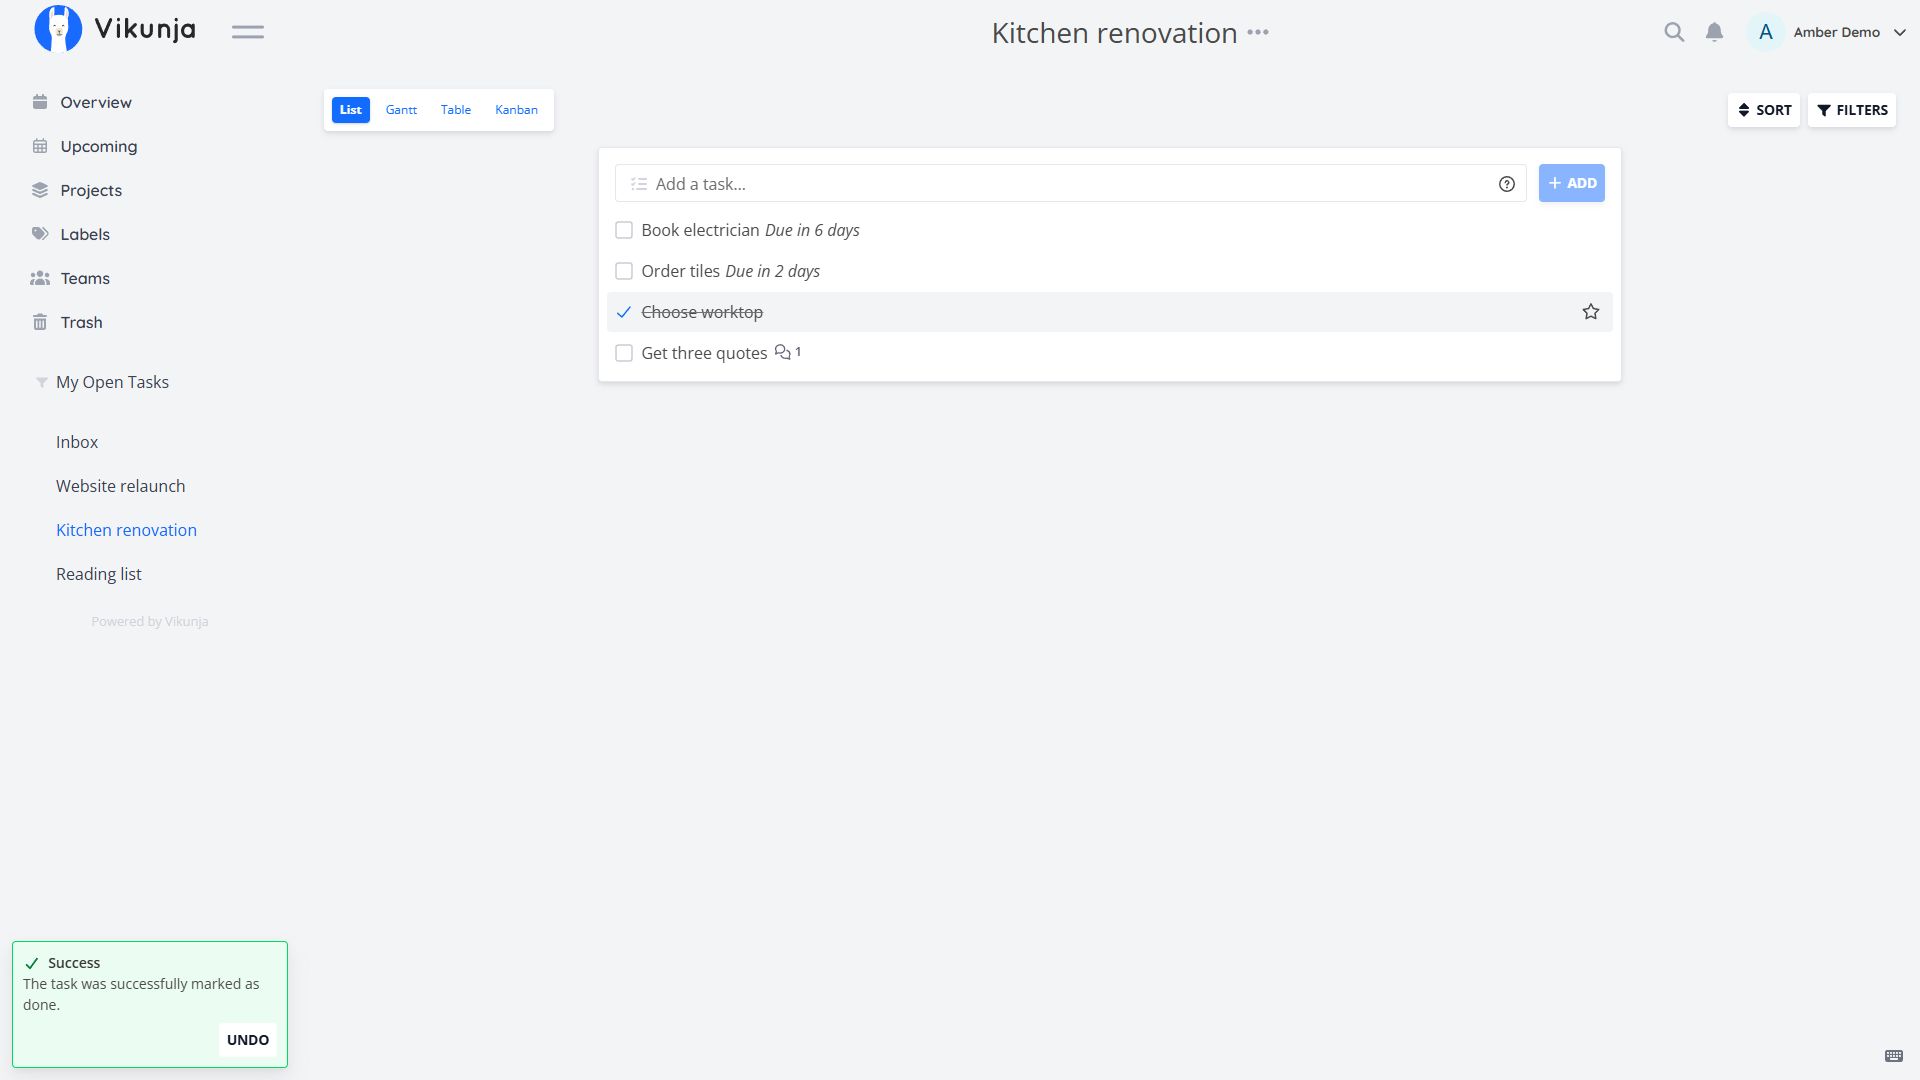 Vikunja
Kitchen renovation
A
Amber Demo
Overview
Upcoming
Projects
Labels
Teams
Trash
My Open Tasks
Inbox
Website relaunch
Kitchen renovation
Reading list
Powered by Vikunja
List Gantt Table Kanban
SORT FILTERS
Add a task... ADD
Book electrician Due in 6 days
Order tiles Due in 2 days
Choose worktop
Get three quotes 1
Success
The task was successfully marked as
done.
UNDO